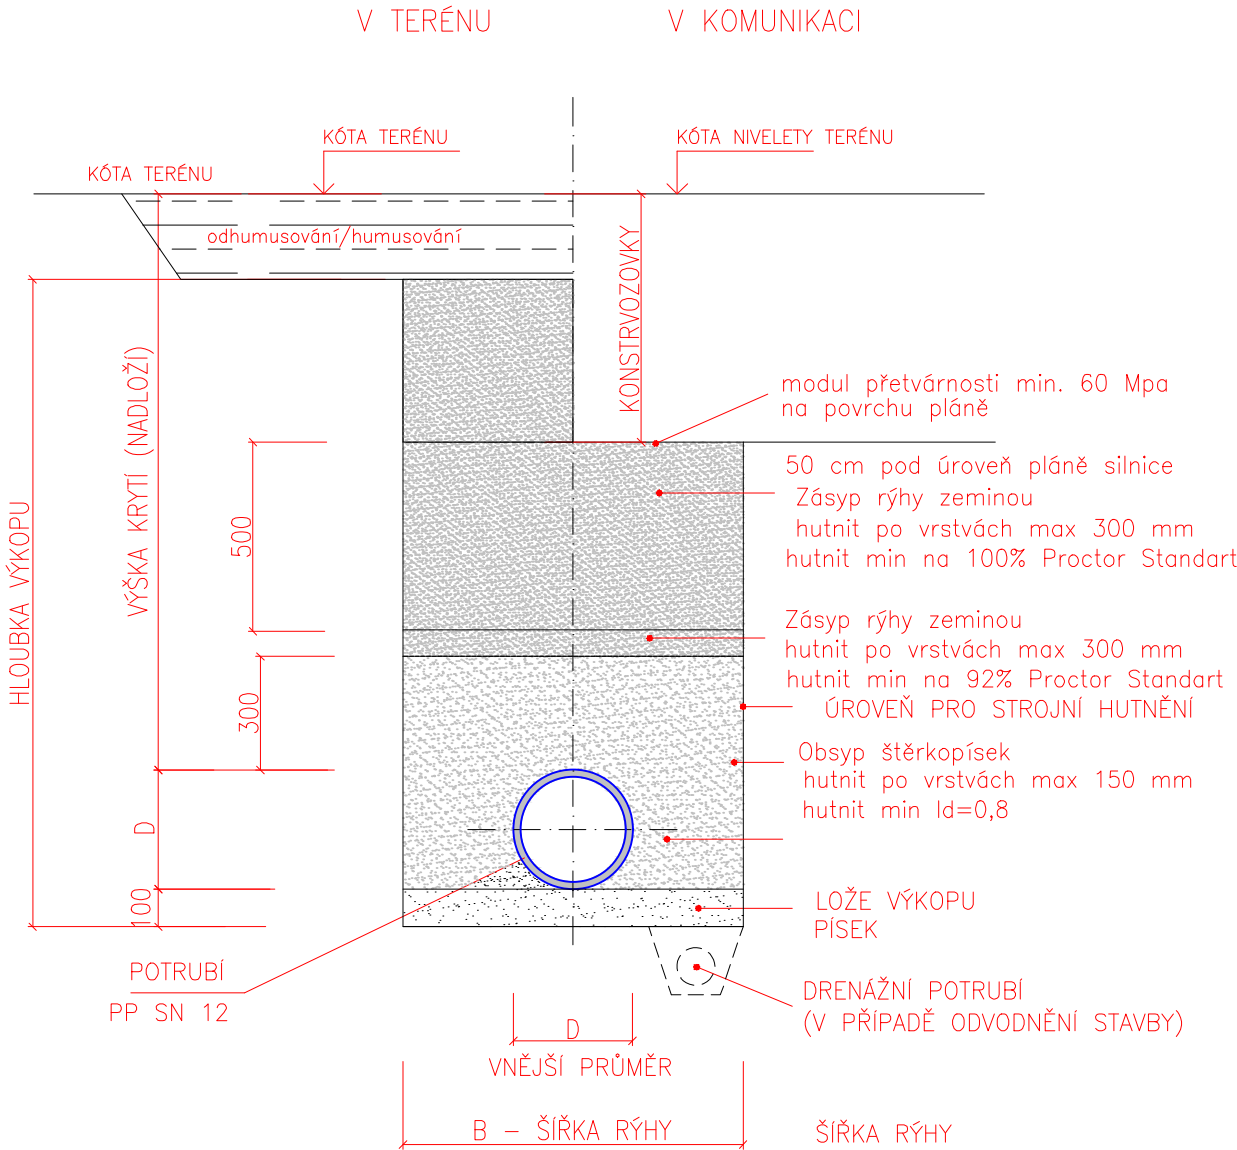 V TERÉNU
V KOMUNIKACI
KÓTA TERÉNU
KÓTA NIVELETY TERÉNU
KÓTA TERÉNU
odhumusování/humusování
KONSTRVOZOVKY
modul přetvárnosti min. 60 Mpa
na povrchu pláně
VÝŠKA KRYTÍ (NADLOŽÍ)
HLOUBKA VÝKOPU
500
50 cm pod úroveň pláně silnice
Zásyp rýhy zeminou
hutnit po vrstvách max 300 mm
hutnit min na 100% Proctor Standart
Zásyp rýhy zeminou
hutnit po vrstvách max 300 mm
hutnit min na 92% Proctor Standart
300
ÚROVEŇ PRO STROJNÍ HUTNĚNÍ
Obsyp štěrkopísek
hutnit po vrstvách max 150 mm
hutnit min Id=0,8
D
100
LOŽE VÝKOPU
PÍSEK
POTRUBÍ
PP SN 12
DRENÁŽNÍ POTRUBÍ
(V PŘÍPADĚ ODVODNĚNÍ STAVBY)
D
VNĚJŠÍ PRŮMĚR
B – ŠÍŘKA RÝHY
ŠÍŘKA RÝHY